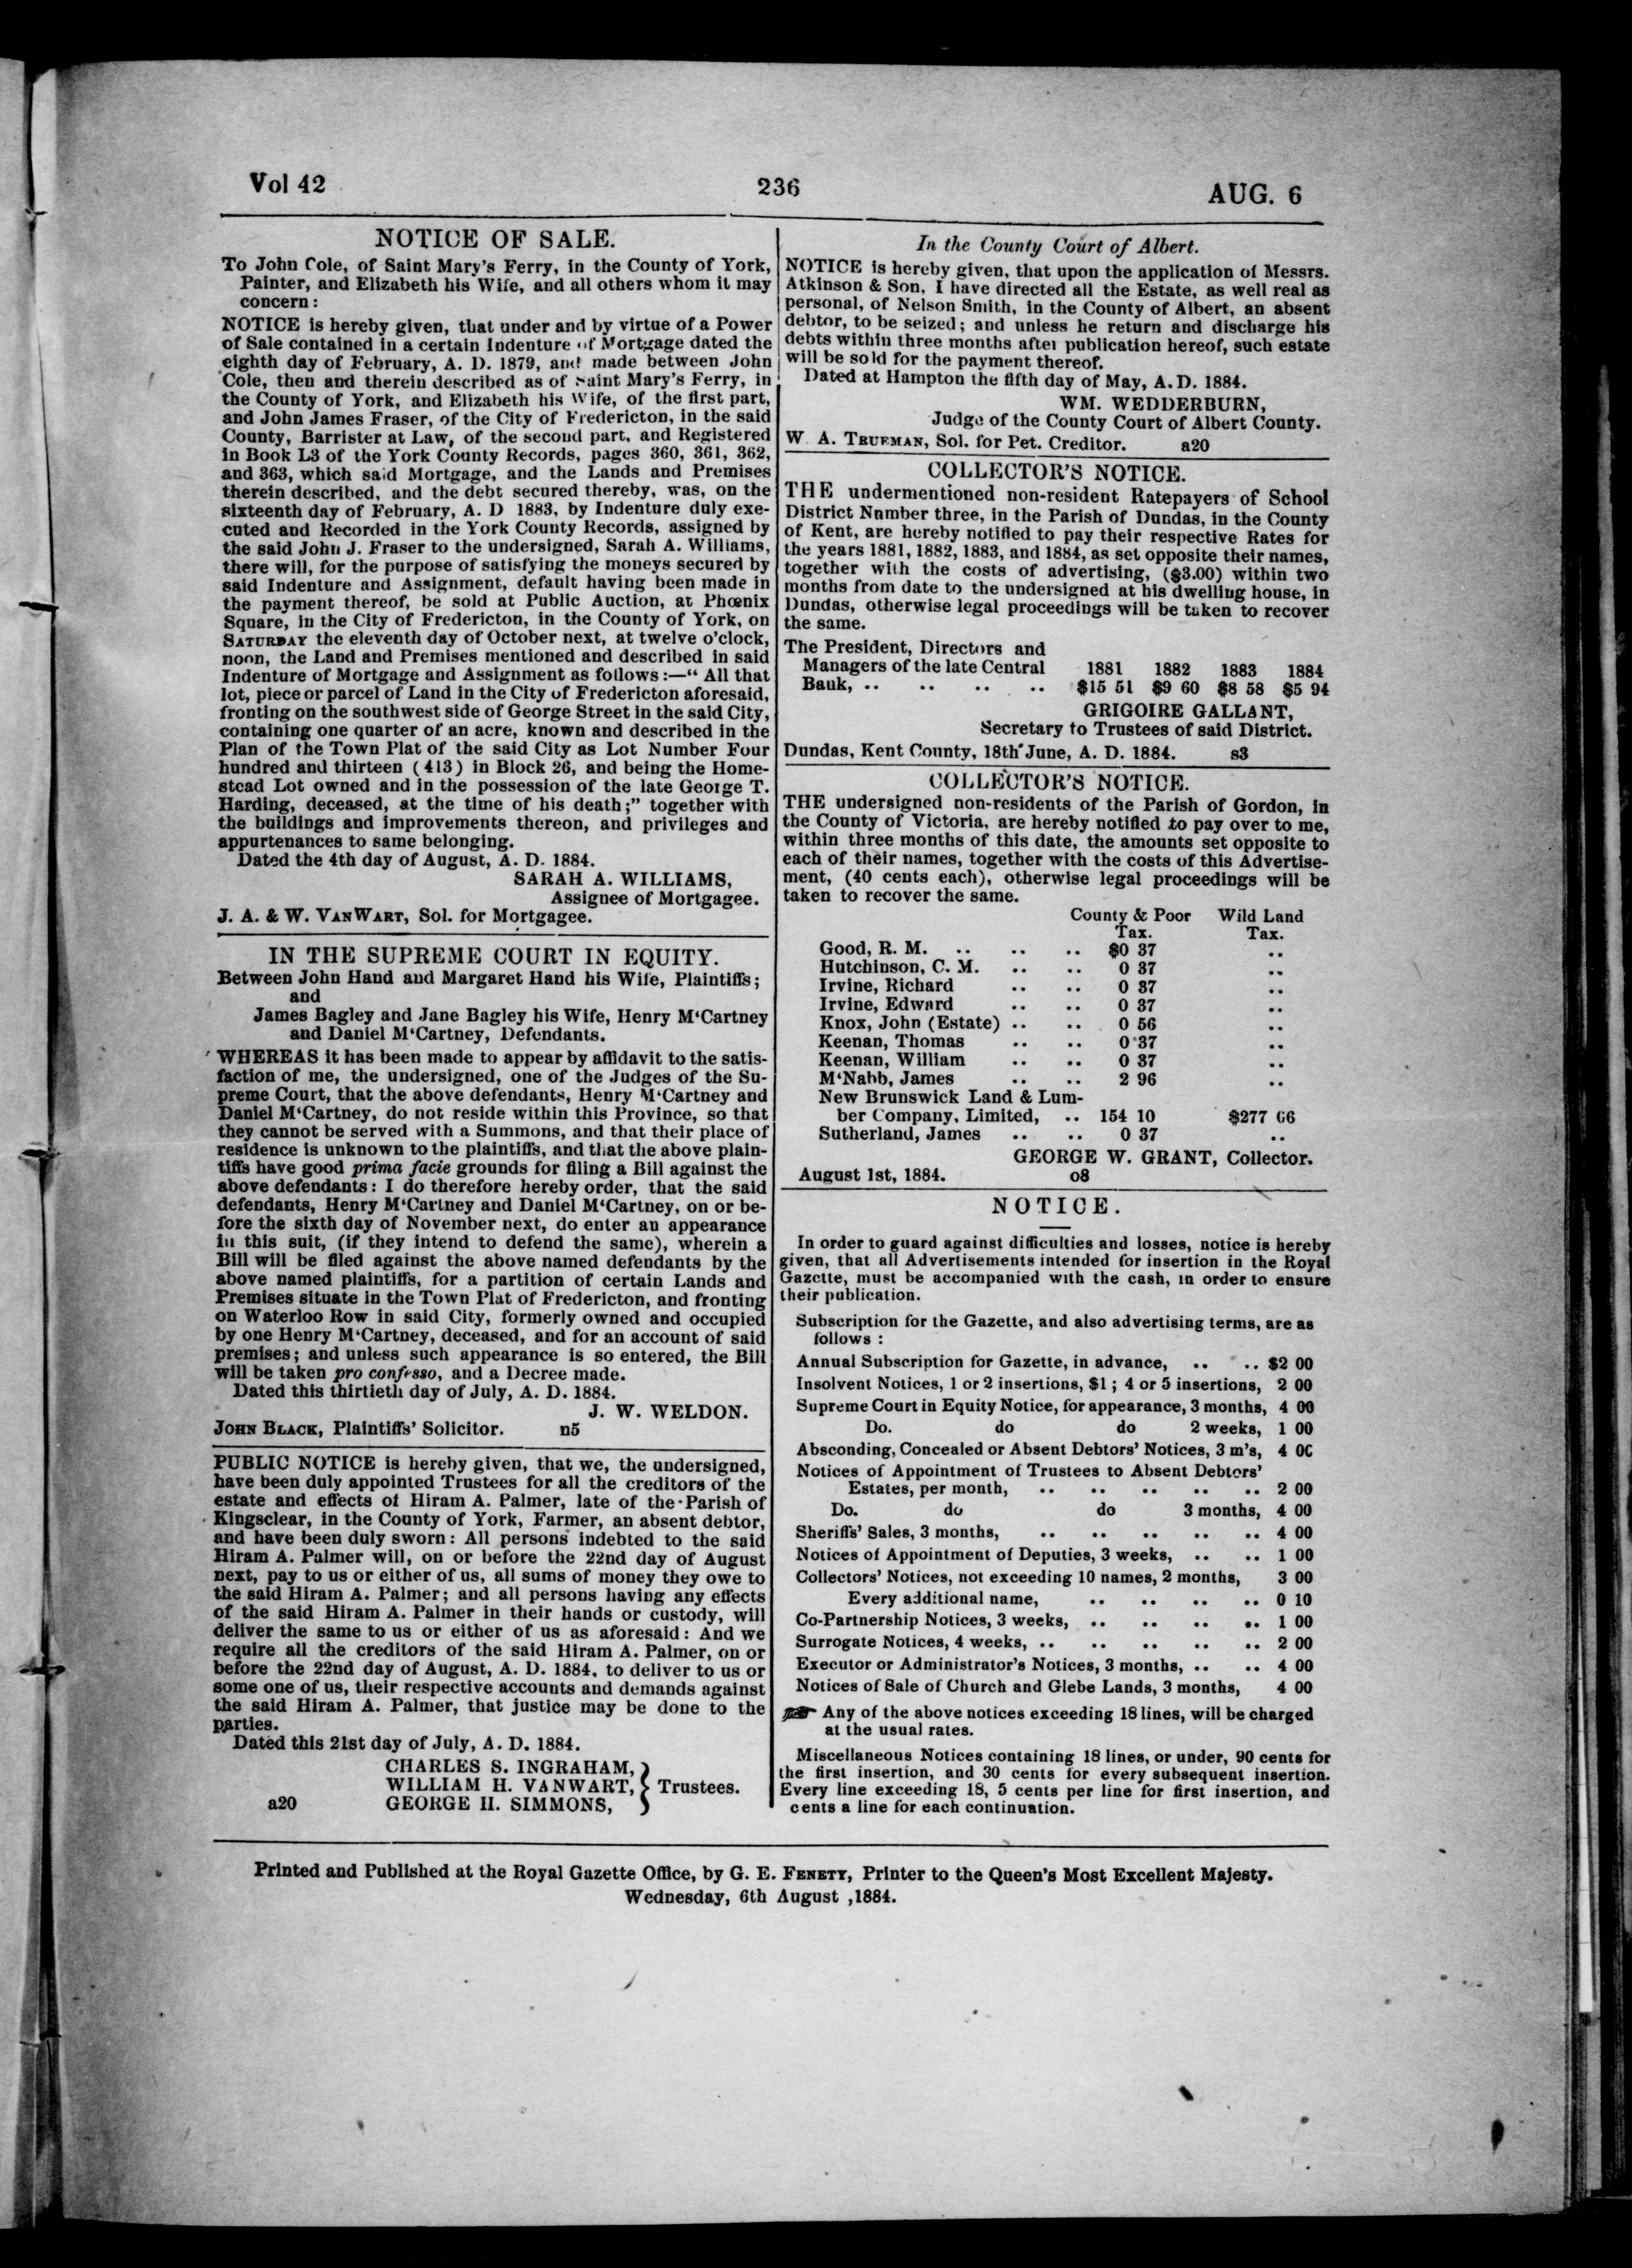 Vol 42
236
AUG. 6
NOTICE OF SALE.
To John Cole, of Saint Mary's Ferry, in the County of York,
Painter, and Elizabeth his Wife, and all others whom it may
concern:
NOTICE is hereby given, that under and by virtue of a Power
of Sale contained in a certain Indenture of Mortgage dated the
eighth day of February, A. D. 1879, and made between John
Cole, then and therein described as of Saint Mary's Ferry, in
the County of York, and Elizabeth his Wife, of the first part,
and John James Fraser, of the City of Fredericton, in the said
County, Barrister at Law, of the second part, and Registered
in Book L3 of the York County Records, pages 360, 361, 362,
and 363, which said Mortgage, and the Lands and Premises
therein described, and the debt secured thereby, was, on the
sixteenth day of February, A. D 1883, by Indenture duly exe-
cuted and Recorded in the York County Records, assigned by
the said John J. Fraser to the undersigned, Sarah A. Williams,
there will, for the purpose of satisfying the moneys secured by
said Indenture and Assignment, default having been made in
the payment thereof, be sold at Public Auction, at Phœnix
Square, in the City of Fredericton, in the County of York, on
SATURDAY the eleventh day of October next, at twelve o'clock,
noon, the Land and Premises mentioned and described in said
Indenture of Mortgage and Assignment as follows:—“ All that
lot, piece or parcel of Land in the City of Fredericton aforesaid,
fronting on the southwest side of George Street in the said City,
containing one quarter of an acre, known and described in the
Plan of the Town Plat of the said City as Lot Number Four
hundred and thirteen (413) in Block 26, and being the Home-
stead Lot owned and in the possession of the late George T.
Harding, deceased, at the time of his death;” together with
the buildings and improvements thereon, and privileges and
appurtenances to same belonging.
Dated the 4th day of August, A. D. 1884.
SARAH A. WILLIAMS,
Assignee of Mortgagee.
J. A. & W. VANWART, Sol. for Mortgagee.
IN THE SUPREME COURT IN EQUITY.
Between John Hand and Margaret Hand his Wife, Plaintiffs;
and
James Bagley and Jane Bagley his Wife, Henry M‘Cartney
and Daniel M‘Cartney, Defendants.
WHEREAS it has been made to appear by affidavit to the satis-
faction of me, the undersigned, one of the Judges of the Su-
preme Court, that the above defendants, Henry M‘Cartney and
Daniel M‘Cartney, do not reside within this Province, so that
they cannot be served with a Summons, and that their place of
residence is unknown to the plaintiffs, and that the above plain-
tiffs have good prima facie grounds for filing a Bill against the
above defendants: I do therefore hereby order, that the said
defendants, Henry M‘Cartney and Daniel M‘Cartney, on or be-
fore the sixth day of November next, do enter an appearance
in this suit, (if they intend to defend the same), wherein a
Bill will be filed against the above named defendants by the
above named plaintiffs, for a partition of certain Lands and
Premises situate in the Town Plat of Fredericton, and fronting
on Waterloo Row in said City, formerly owned and occupied
by one Henry M‘Cartney, deceased, and for an account of said
premises; and unless such appearance is so entered, the Bill
will be taken pro confesso, and a Decree made.
Dated this thirtieth day of July, A. D. 1884.
J. W. WELDON.
JOHN BLACK, Plaintiffs' Solicitor. n5
PUBLIC NOTICE is hereby given, that we, the undersigned,
have been duly appointed Trustees for all the creditors of the
estate and effects of Hiram A. Palmer, late of the Parish of
Kingsclear, in the County of York, Farmer, an absent debtor,
and have been duly sworn: All persons indebted to the said
Hiram A. Palmer will, on or before the 22nd day of August
next, pay to us or either of us, all sums of money they owe to
the said Hiram A. Palmer; and all persons having any effects
of the said Hiram A. Palmer in their hands or custody, will
deliver the same to us or either of us as aforesaid: And we
require all the creditors of the said Hiram A. Palmer, on or
before the 22nd day of August, A. D. 1884, to deliver to us or
some one of us, their respective accounts and demands against
the said Hiram A. Palmer, that justice may be done to the
parties.
Dated this 21st day of July, A. D. 1884.
CHARLES S. INGRAHAM,
WILLIAM H. VANWART, } Trustees.
a20 GEORGE H. SIMMONS,
In the County Court of Albert.
NOTICE is hereby given, that upon the application of Messrs.
Atkinson & Son, I have directed all the Estate, as well real as
personal, of Nelson Smith, in the County of Albert, an absent
debtor, to be seized; and unless he return and discharge his
debts within three months after publication hereof, such estate
will be sold for the payment thereof.
Dated at Hampton the fifth day of May, A.D. 1884.
WM. WEDDERBURN,
Judge of the County Court of Albert County.
W. A. TRUEMAN, Sol. for Pet. Creditor. a20
COLLECTOR'S NOTICE.
THE undermentioned non-resident Ratepayers of School
District Nnmber three, in the Parish of Dundas, in the County
of Kent, are hereby notified to pay their respective Rates for
the years 1881, 1882, 1883, and 1884, as set opposite their names,
together with the costs of advertising, ($3.00) within two
months from date to the undersigned at his dwelling house, in
Dundas, otherwise legal proceedings will be taken to recover
the same.
The President, Directors and
Managers of the late Central 1881 1882 1883 1884
Bank, .. .. .. .. $15 51 $9 60 $8 58 $5 94
GRIGOIRE GALLANT,
Secretary to Trustees of said District.
Dundas, Kent County, 18th June, A. D. 1884. s3
COLLECTOR'S NOTICE.
THE undersigned non-residents of the Parish of Gordon, in
the County of Victoria, are hereby notified to pay over to me,
within three months of this date, the amounts set opposite to
each of their names, together with the costs of this Advertise-
ment, (40 cents each), otherwise legal proceedings will be
taken to recover the same.
County & Poor Wild Land
Tax. Tax.
Good, R. M. .. .. .. $0 37 ..
Hutchinson, C. M. .. .. 0 37 ..
Irvine, Richard .. .. 0 37 ..
Irvine, Edward .. .. 0 37 ..
Knox, John (Estate) .. .. 0 56 ..
Keenan, Thomas .. .. 0 37 ..
Keenan, William .. .. 0 37 ..
M‘Nabb, James .. .. 2 96 ..
New Brunswick Land & Lum-
ber Company, Limited, .. 154 10 $277 66
Sutherland, James .. .. 0 37 ..
GEORGE W. GRANT, Collector.
August 1st, 1884. o8
NOTICE.
In order to guard against difficulties and losses, notice is hereby
given, that all Advertisements intended for insertion in the Royal
Gazette, must be accompanied with the cash, in order to ensure
their publication.
Subscription for the Gazette, and also advertising terms, are as
follows :
Annual Subscription for Gazette, in advance, .. .. $2 00
Insolvent Notices, 1 or 2 insertions, $1; 4 or 5 insertions, 2 00
Supreme Court in Equity Notice, for appearance, 3 months, 4 00
Do. do do 2 weeks, 1 00
Absconding, Concealed or Absent Debtors' Notices, 3 m's, 4 00
Notices of Appointment of Trustees to Absent Debtors'
Estates, per month, .. .. .. .. .. 2 00
Do. do do 3 months, 4 00
Sheriffs' Sales, 3 months, .. .. .. .. .. 4 00
Notices of Appointment of Deputies, 3 weeks, .. .. 1 00
Collectors' Notices, not exceeding 10 names, 2 months, 3 00
Every additional name, .. .. .. .. 0 10
Co-Partnership Notices, 3 weeks, .. .. .. .. 1 00
Surrogate Notices, 4 weeks, .. .. .. .. .. 2 00
Executor or Administrator's Notices, 3 months, .. .. 4 00
Notices of Sale of Church and Glebe Lands, 3 months, 4 00
☞ Any of the above notices exceeding 18 lines, will be charged
at the usual rates.
Miscellaneous Notices containing 18 lines, or under, 90 cents for
the first insertion, and 30 cents for every subsequent insertion.
Every line exceeding 18, 5 cents per line for first insertion, and
cents a line for each continuation.
Printed and Published at the Royal Gazette Office, by G. E. FENETY, Printer to the Queen's Most Excellent Majesty.
Wednesday, 6th August ,1884.